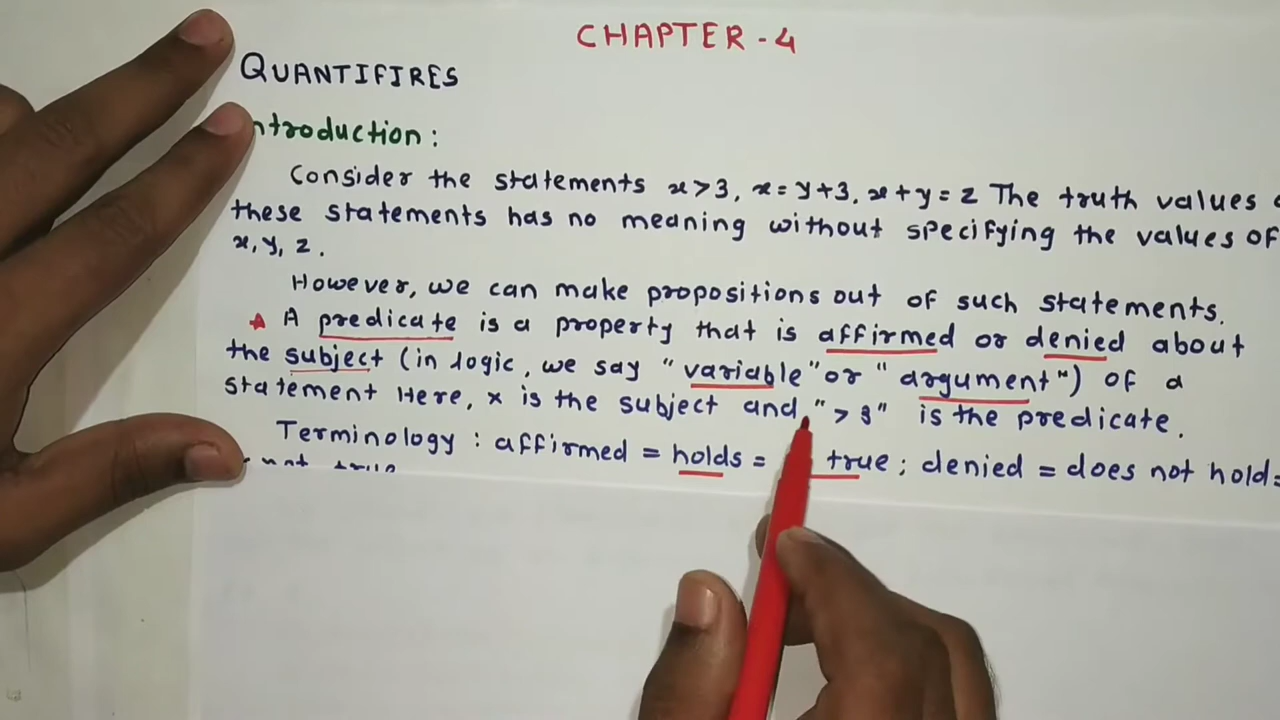 CHAPTER - 4
QUANTIFIRES
ntroduction:
Consider the statements x>3, x=y+3, x+y=z The truth values
these statements has no meaning without specifying the values of
x, y, z.
However, we can make propositions out of such statements.
A predicate is a property that is affirmed or denied about
the subject (in logic, we say "variable" or "argument") of a
statement Here, x is the subject and "> 3" is the predicate.
Terminology: affirmed = holds = true; denied = does not hold=